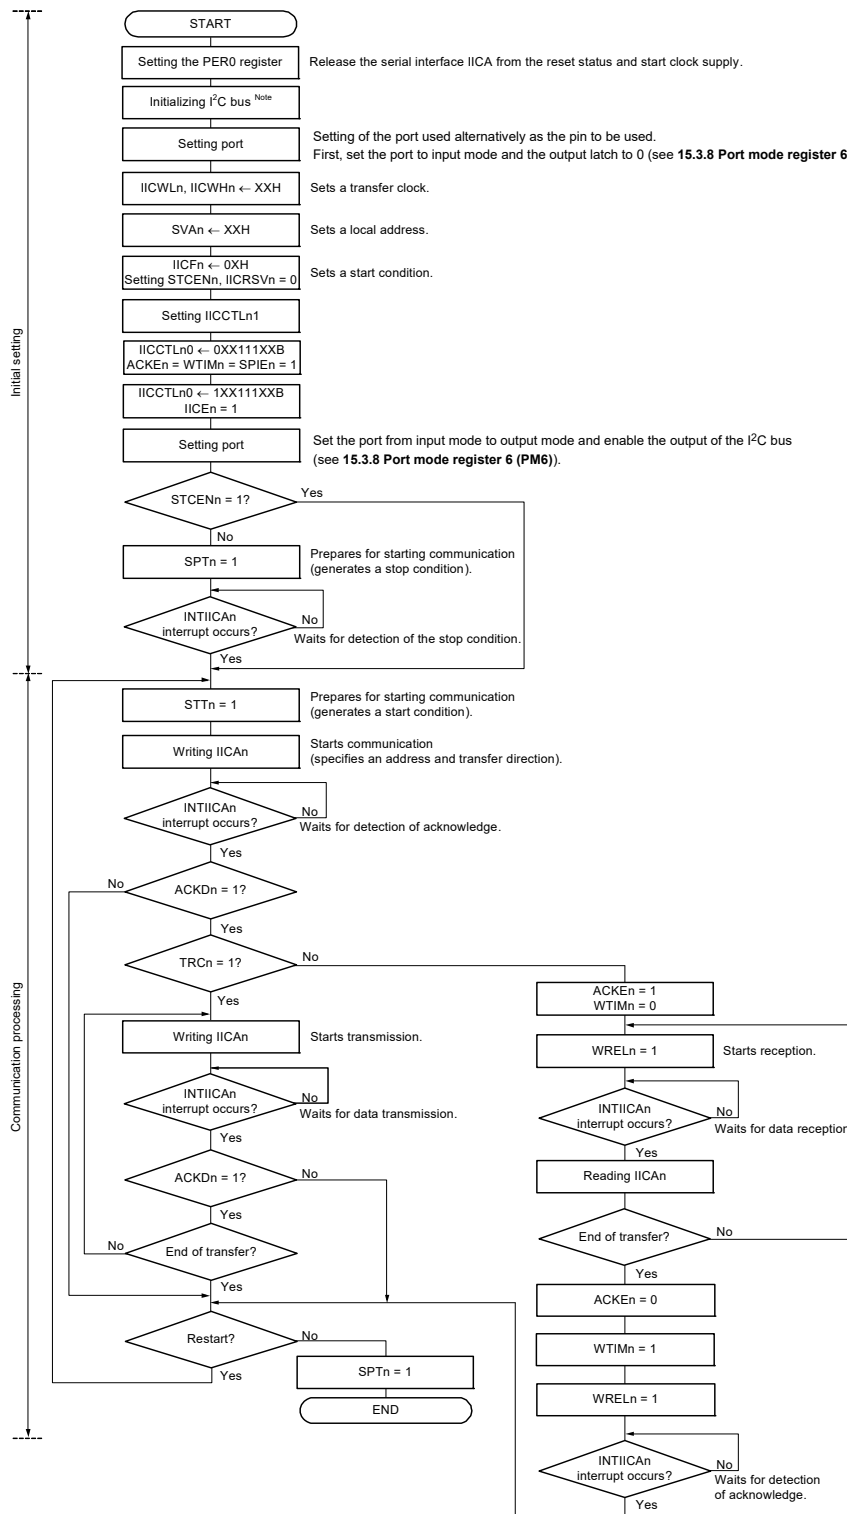 START
Setting the PER0 register
Release the serial interface IICA from the reset status and start clock supply.
Initializing I2C bus Note
Setting port
Setting of the port used alternatively as the pin to be used.
First, set the port to input mode and the output latch to 0 (see 15.3.8 Port mode register 6
IICWLn, IICWHn ← XXH
Sets a transfer clock.
SVAn ← XXH
Sets a local address.
IICFn ← 0XH
Setting STCENn, IICRSVn = 0
Sets a start condition.
Setting IICCTLn1
IICCTLn0 ← 0XX111XXB
ACKEn = WTIMn = SPIEn = 1
IICCTLn0 ← 1XX111XXB
IICEn = 1
Initial setting
Setting port
Set the port from input mode to output mode and enable the output of the I2C bus
(see 15.3.8 Port mode register 6 (PM6)).
STCENn = 1?
Yes
No
SPTn = 1
Prepares for starting communication
(generates a stop condition).
INTIICAn
interrupt occurs?
No
Waits for detection of the stop condition.
Yes
STTn = 1
Prepares for starting communication
(generates a start condition).
Writing IICAn
Starts communication
(specifies an address and transfer direction).
INTIICAn
interrupt occurs?
No
Waits for detection of acknowledge.
Yes
No
ACKDn = 1?
Yes
TRCn = 1?
No
Yes
Communication processing
Writing IICAn
Starts transmission.
INTIICAn
interrupt occurs?
No
Waits for data transmission.
Yes
ACKDn = 1?
No
Yes
No
End of transfer?
Yes
Restart?
No
Yes
SPTn = 1
END
ACKEn = 1
WTIMn = 0
WRELn = 1
Starts reception.
INTIICAn
interrupt occurs?
No
Waits for data reception
Yes
Reading IICAn
End of transfer?
No
Yes
ACKEn = 0
WTIMn = 1
WRELn = 1
INTIICAn
interrupt occurs?
No
Waits for detection
of acknowledge.
Yes